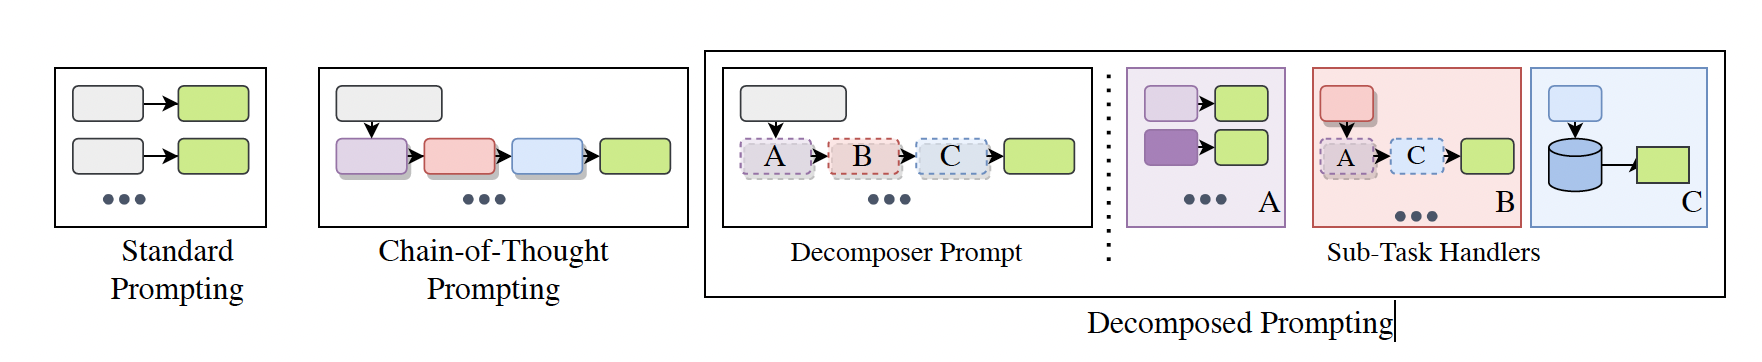 A
B
C
A
C
A
B
C
Standard
Prompting
Chain-of-Thought
Prompting
Decomposer Prompt
Sub-Task Handlers
Decomposed Prompting